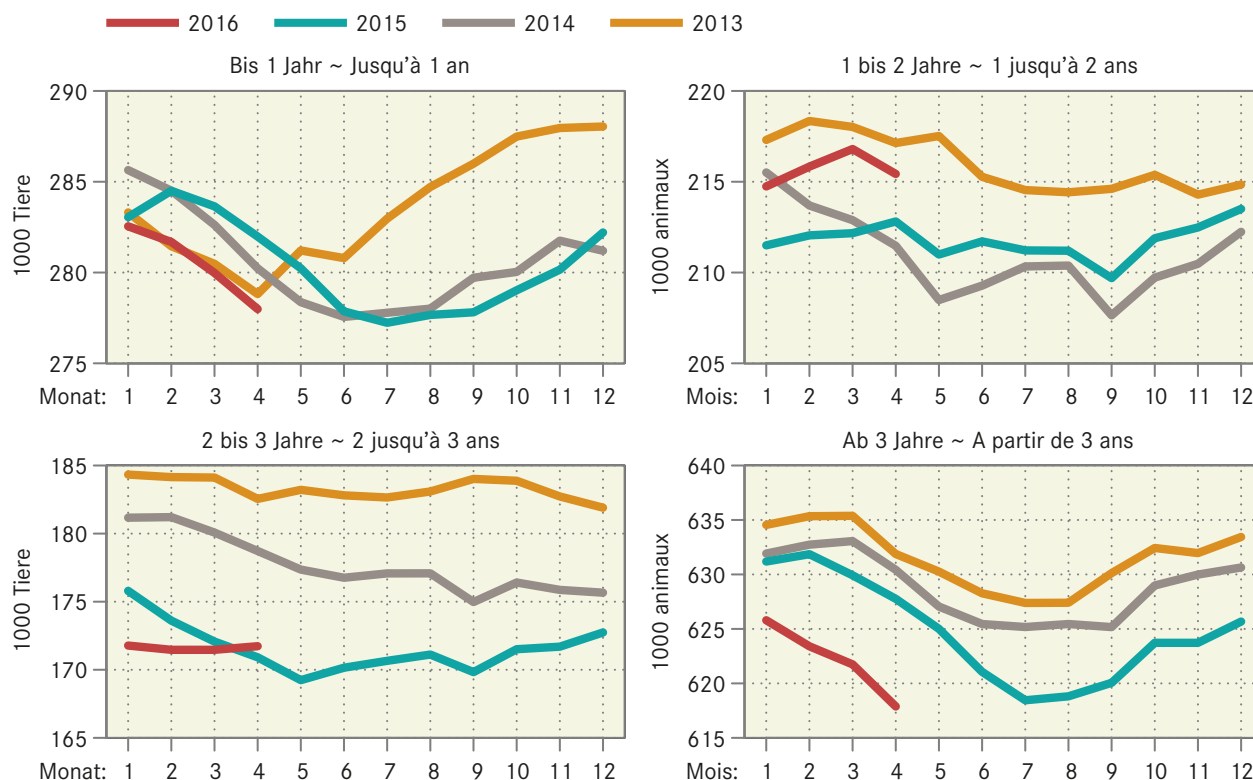 2016 2015 2014 2013
Bis 1 Jahr ~ Jusqu'à 1 an
1000 Tiere
290
285
280
275
Monat: 1 2 3 4 5 6 7 8 9 10 11 12
1 bis 2 Jahre ~ 1 jusqu'à 2 ans
1000 animaux
220
215
210
205
Mois: 1 2 3 4 5 6 7 8 9 10 11 12
2 bis 3 Jahre ~ 2 jusqu'à 3 ans
1000 Tiere
185
180
175
170
165
Monat: 1 2 3 4 5 6 7 8 9 10 11 12
Ab 3 Jahre ~ A partir de 3 ans
1000 animaux
640
635
630
625
620
615
Mois: 1 2 3 4 5 6 7 8 9 10 11 12